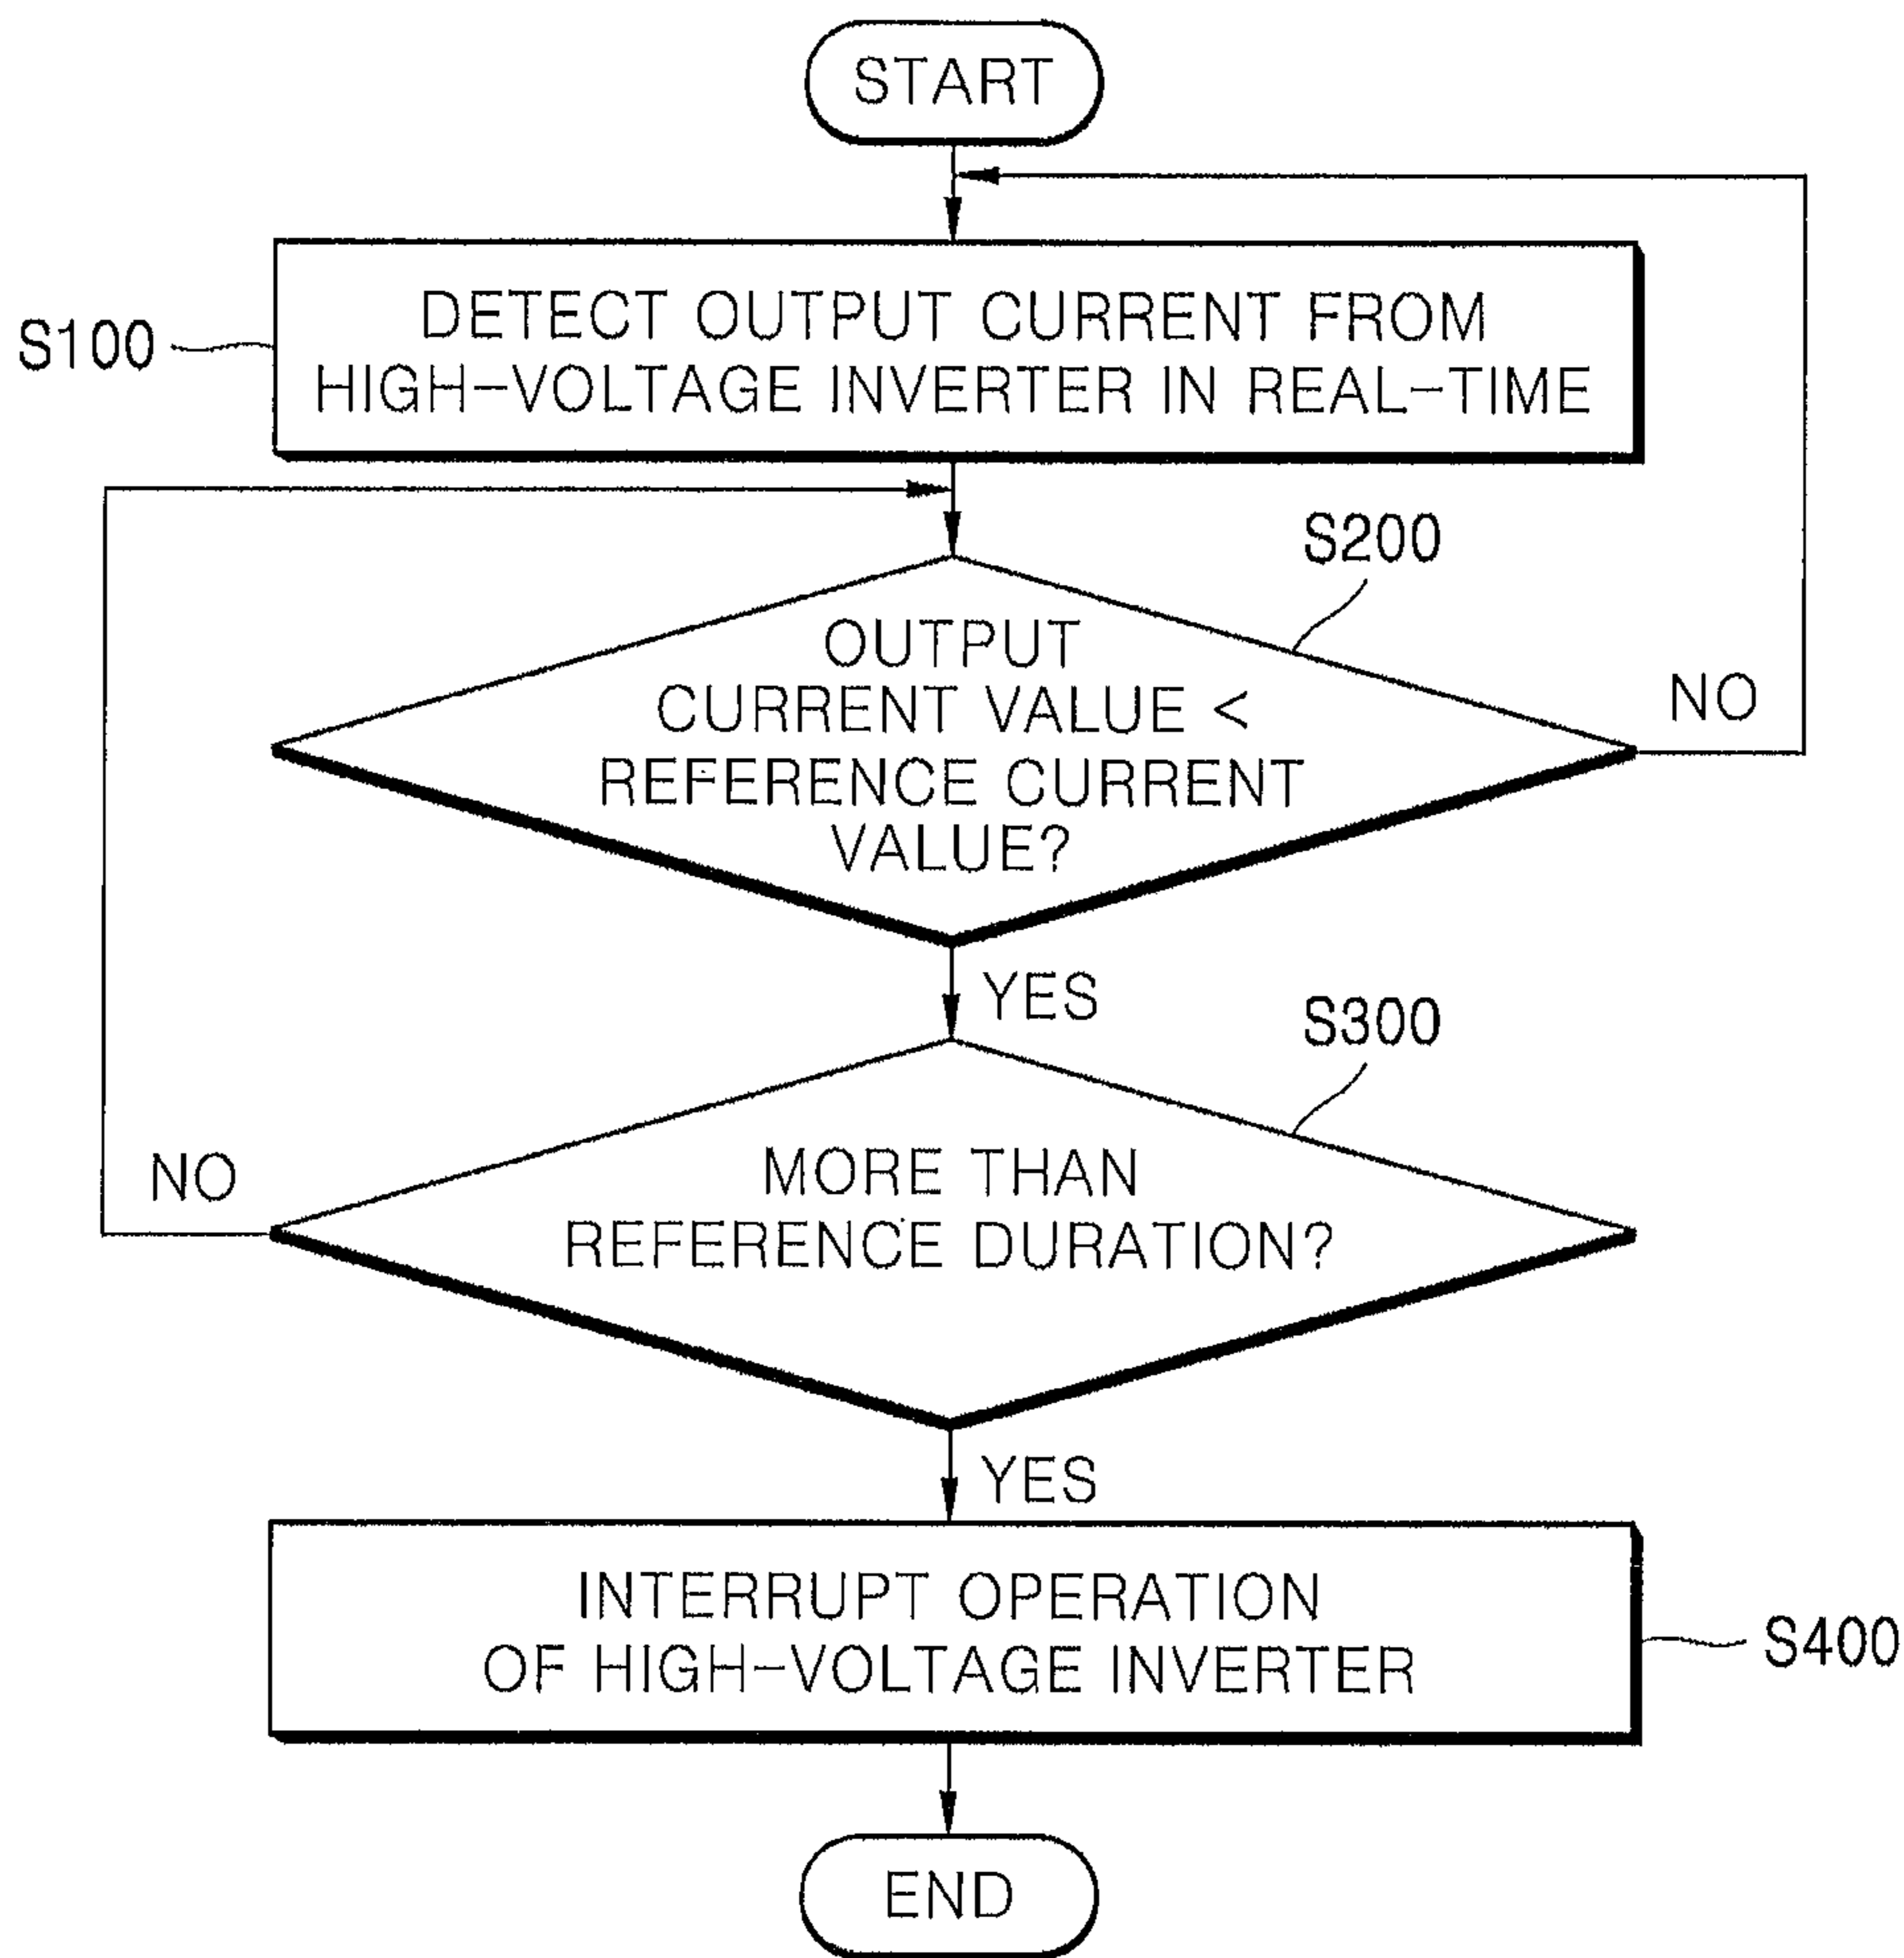 START
DETECT OUTPUT CURRENT FROM
HIGH-VOLTAGE INVERTER IN REAL-TIME
S100
S200
OUTPUT
CURRENT VALUE <
REFERENCE CURRENT
VALUE?
NO
YES
S300
MORE THAN
REFERENCE DURATION?
NO
YES
INTERRUPT OPERATION
OF HIGH-VOLTAGE INVERTER
S400
END